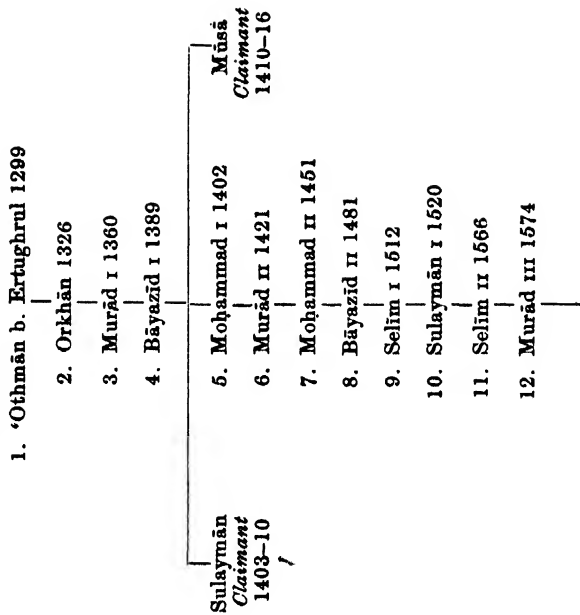 1. ‘Othmān b. Ertughrul 1299
2. Orkhān 1326
3. Murād I 1360
4. Bāyazīd I 1389
Sulaymān
Claimant
1403–10
5. Moḥammad I 1402
Mūsā
Claimant
1410–16
6. Murād II 1421
7. Moḥammad II 1451
8. Bāyazīd II 1481
9. Selīm I 1512
10. Sulaymān I 1520
11. Selīm II 1566
12. Murād III 1574